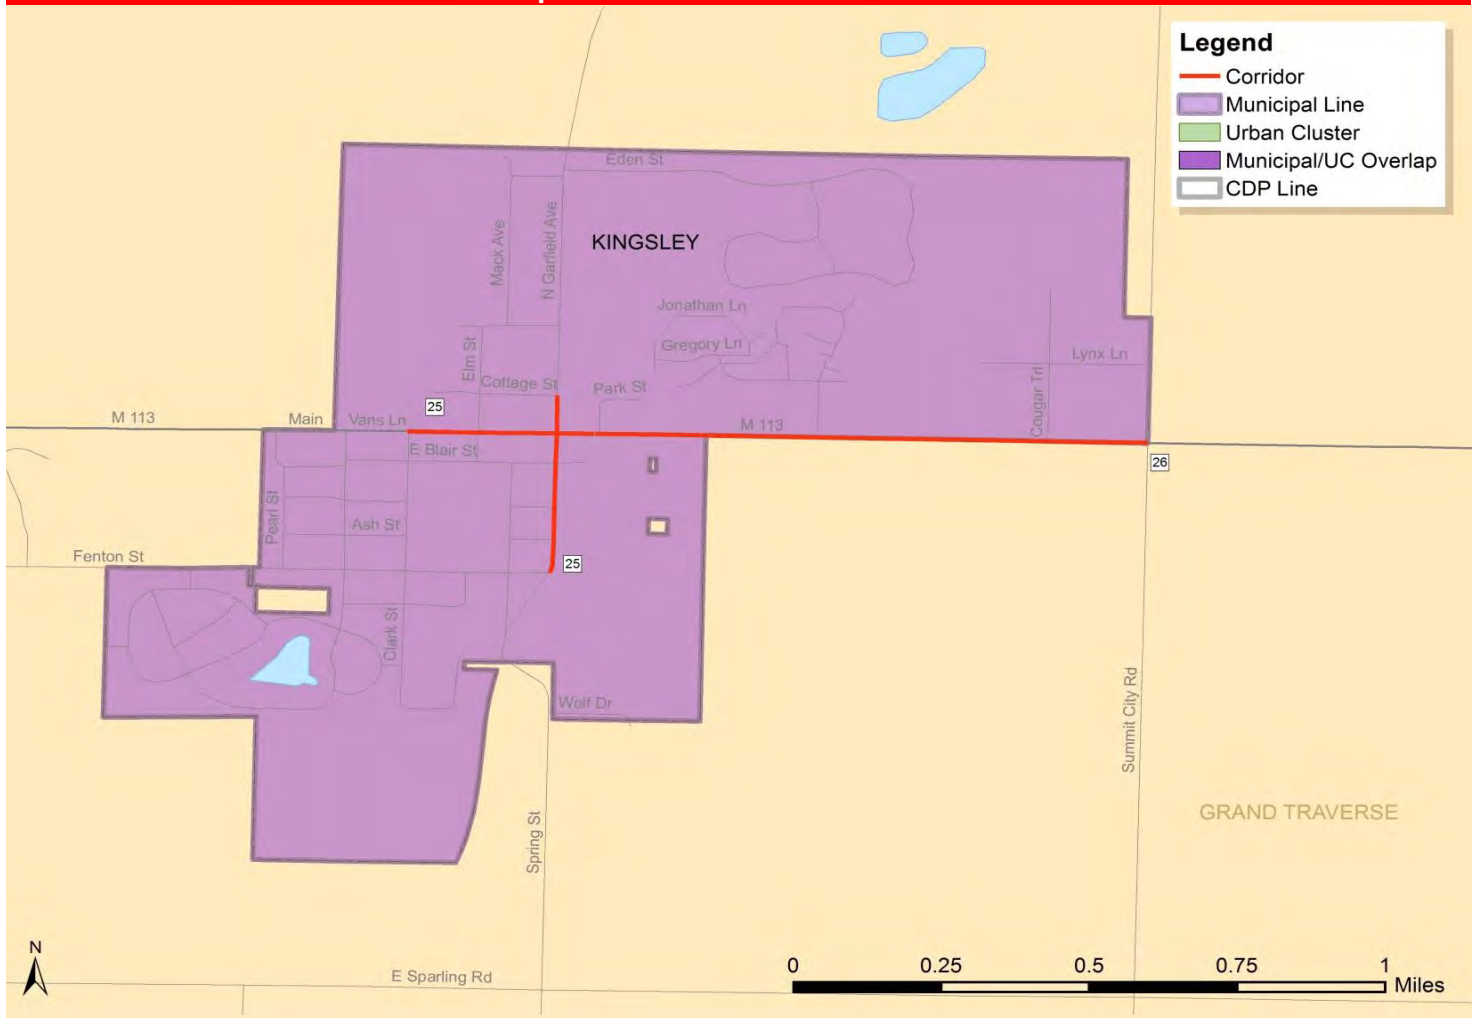 Legend
Corridor
Municipal Line
Urban Cluster
Municipal/UC Overlap
CDP Line
Eden St
Mack Ave
N Garfield Ave
KINGSLEY
Jonathan Ln
Gregory Ln
Elm St
Lynx Ln
Cottage St
Park St
Cougar Trl
25
M 113
Main
Vans Ln
M 113
E Blair St
26
Pearl St
Ash St
Fenton St
25
Clark St
Wolf Dr
Summit City Rd
Spring St
GRAND TRAVERSE
N
E Sparling Rd
0 0.25 0.5 0.75 1
Miles